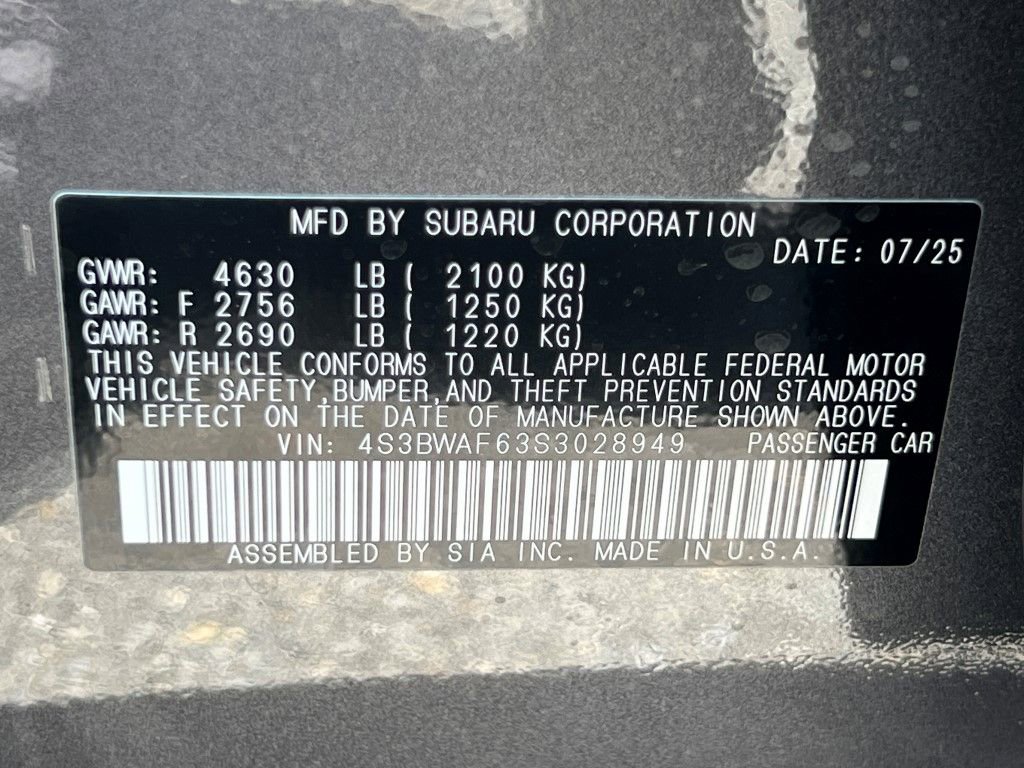 MFD BY SUBARU CORPORATION
DATE: 07/25
GVWR: 4630 LB ( 2100 KG)
GAWR: F 2756 LB ( 1250 KG)
GAWR: R 2690 LB ( 1220 KG)
THIS VEHICLE CONFORMS TO ALL APPLICABLE FEDERAL MOTOR
VEHICLE SAFETY,BUMPER,AND THEFT PREVENTION STANDARDS
IN EFFECT ON THE DATE OF MANUFACTURE SHOWN ABOVE.
VIN: 4S3BWAF63S3028949 PASSENGER CAR
ASSEMBLED BY SIA INC. MADE IN U.S.A.